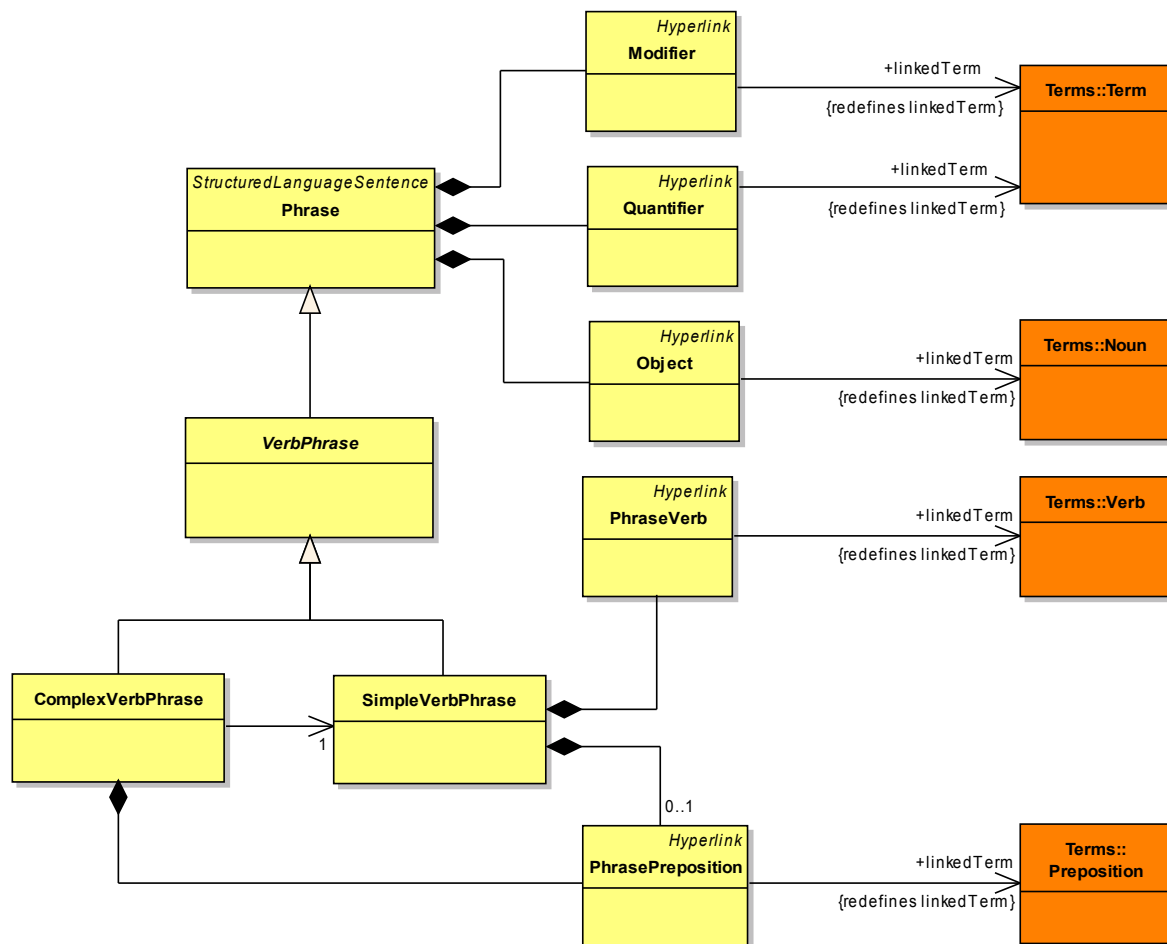 Hyperlink
Modifier
+linkedTerm
{redefines linkedTerm}
Terms::Term
StructuredLanguageSentence
Phrase
Hyperlink
Quantifier
+linkedTerm
{redefines linkedTerm}
Hyperlink
Object
+linkedTerm
{redefines linkedTerm}
Terms::Noun
VerbPhrase
Hyperlink
PhraseVerb
+linkedTerm
{redefines linkedTerm}
Terms::Verb
ComplexVerbPhrase
1
SimpleVerbPhrase
0..1
Hyperlink
PhrasePreposition
+linkedTerm
{redefines linkedTerm}
Terms::
Preposition